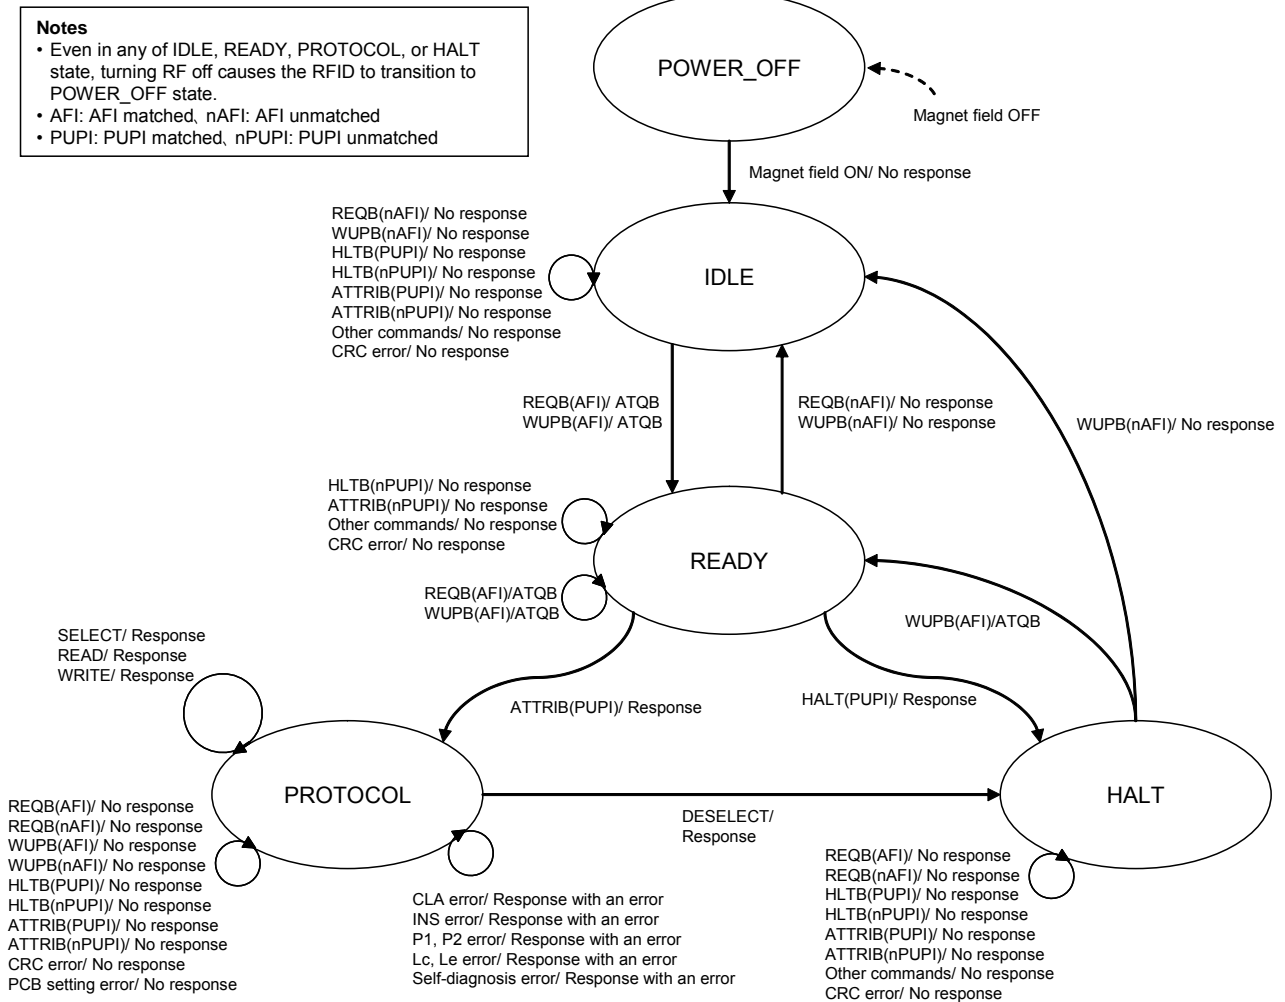 Notes
• Even in any of IDLE, READY, PROTOCOL, or HALT
state, turning RF off causes the RFID to transition to
POWER_OFF state.
• AFI: AFI matched、nAFI: AFI unmatched
• PUPI: PUPI matched、nPUPI: PUPI unmatched
POWER_OFF
Magnet field OFF
Magnet field ON/ No response
REQB(nAFI)/ No response
WUPB(nAFI)/ No response
HLTB(PUPI)/ No response
HLTB(nPUPI)/ No response
ATTRIB(PUPI)/ No response
ATTRIB(nPUPI)/ No response
Other commands/ No response
CRC error/ No response
IDLE
REQB(AFI)/ ATQB
WUPB(AFI)/ ATQB
REQB(nAFI)/ No response
WUPB(nAFI)/ No response
WUPB(nAFI)/ No response
HLTB(nPUPI)/ No response
ATTRIB(nPUPI)/ No response
Other commands/ No response
CRC error/ No response
READY
REQB(AFI)/ATQB
WUPB(AFI)/ATQB
WUPB(AFI)/ATQB
SELECT/ Response
READ/ Response
WRITE/ Response
ATTRIB(PUPI)/ Response
HALT(PUPI)/ Response
PROTOCOL
HALT
DESELECT/
Response
REQB(AFI)/ No response
REQB(nAFI)/ No response
WUPB(AFI)/ No response
WUPB(nAFI)/ No response
HLTB(PUPI)/ No response
HLTB(nPUPI)/ No response
ATTRIB(PUPI)/ No response
ATTRIB(nPUPI)/ No response
CRC error/ No response
PCB setting error/ No response
CLA error/ Response with an error
INS error/ Response with an error
P1, P2 error/ Response with an error
Lc, Le error/ Response with an error
Self-diagnosis error/ Response with an error
REQB(AFI)/ No response
REQB(nAFI)/ No response
HLTB(PUPI)/ No response
HLTB(nPUPI)/ No response
ATTRIB(PUPI)/ No response
ATTRIB(nPUPI)/ No response
Other commands/ No response
CRC error/ No response